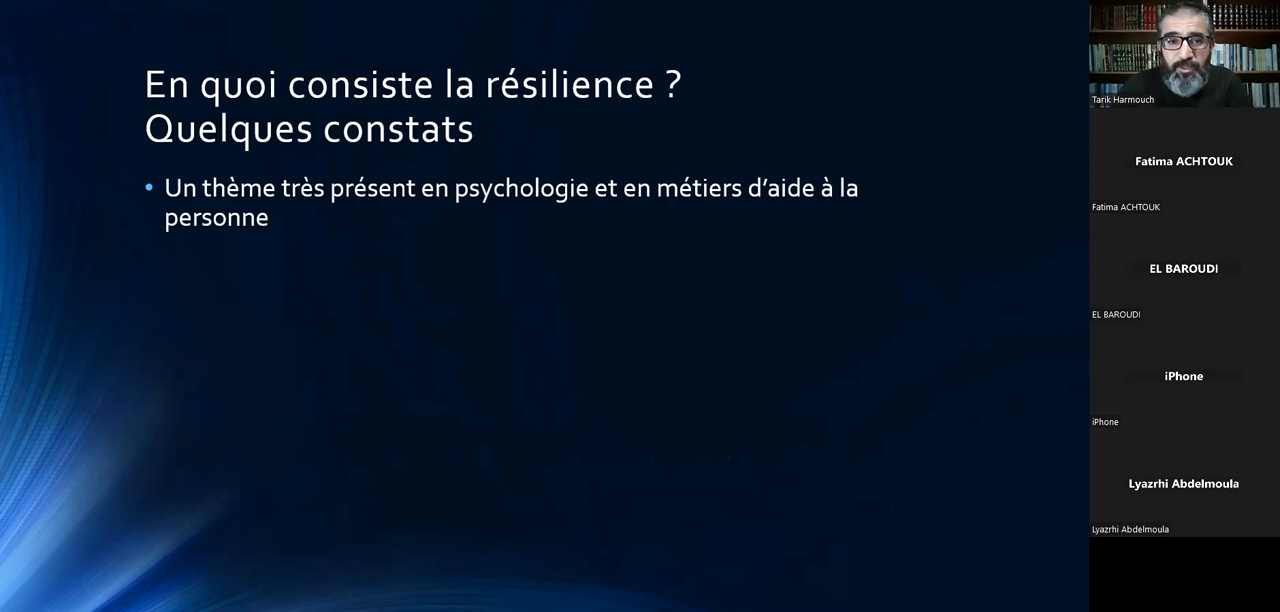 En quoi consiste la résilience ?
Quelques constats
• Un thème très présent en psychologie et en métiers d’aide à la
personne
Tarik Harmouch
Fatima ACHTOUK
Fatima ACHTOUK
EL BAROUDI
EL BAROUDI
iPhone
iPhone
Lyazrhi Abdelmoula
Lyazrhi Abdelmoula